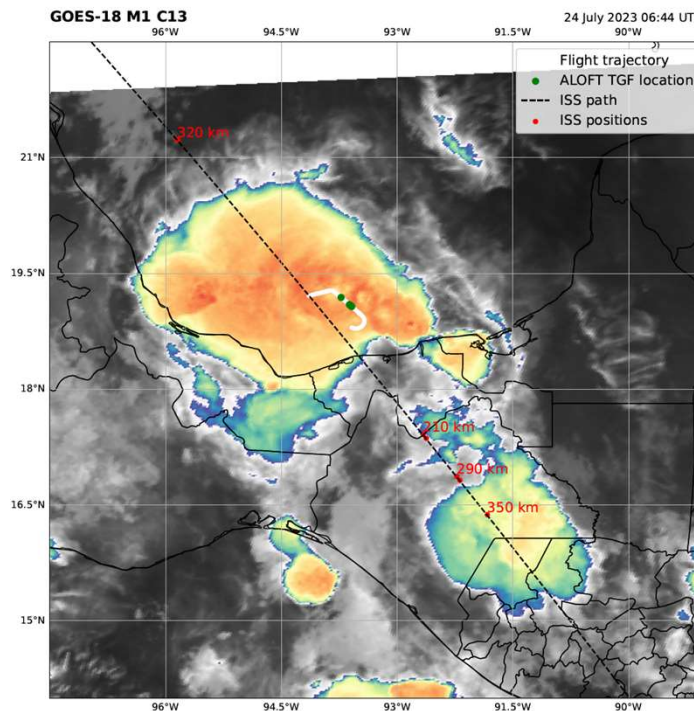 GOES-18 M1 C13
24 July 2023 06:44 UT
96°W 94.5°W 93°W 91.5°W 90°W
Flight trajectory
ALOFT TGF location
ISS path
ISS positions
320 km
21°N
19.5°N
18°N
210 km
290 km
16.5°N
350 km
15°N
96°W 94.5°W 93°W 91.5°W 90°W